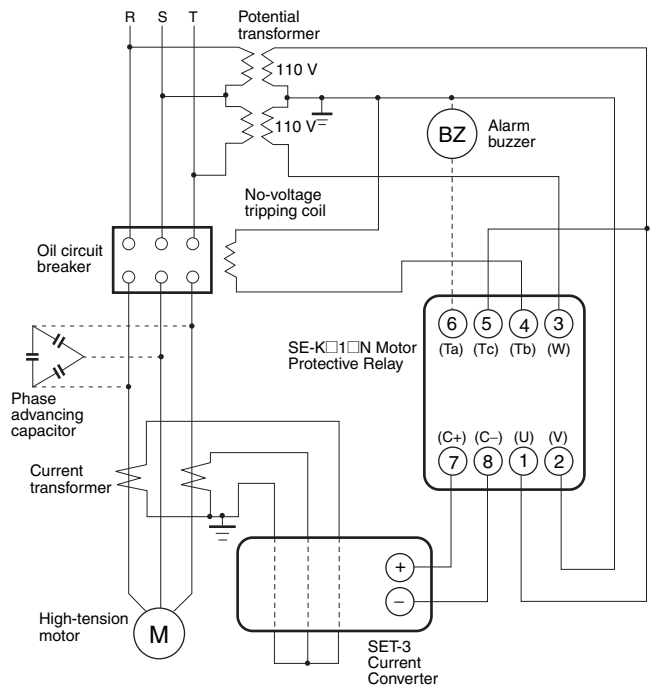 R S T
Potential
transformer
110 V
110 V
BZ
Alarm
buzzer
No-voltage
tripping coil
Oil circuit
breaker
6 5 4 3
(Ta) (Tc) (Tb) (W)
SE-K□1□N Motor
Protective Relay
Phase
advancing
capacitor
(C+) (C−) (U) (V)
7 8 1 2
Current
transformer
+
−
High-tension
motor
M
SET-3
Current
Converter